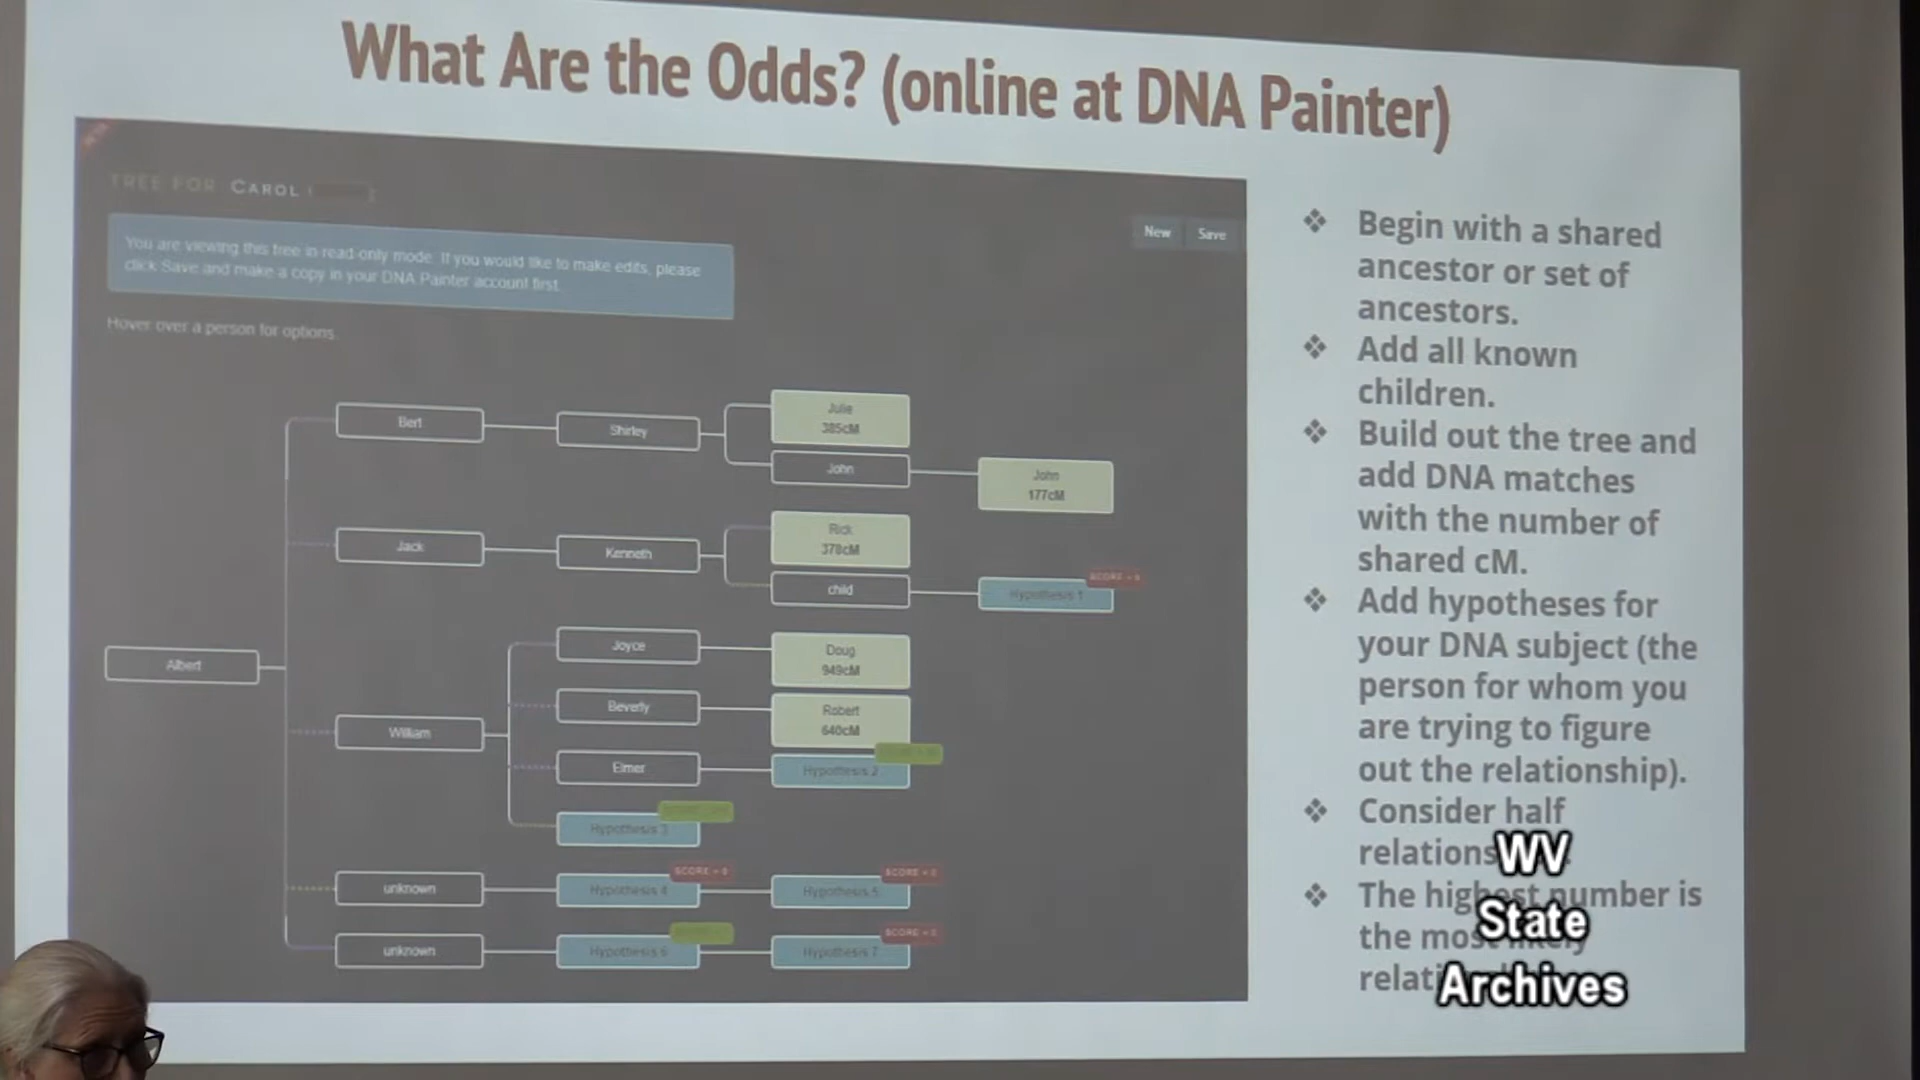 What Are the Odds? (online at DNA Painter)
TREE FOR CAROL
New
Save
You are viewing this tree in read-only mode. If you would like to make edits, please
click Save and make a copy in your DNA Painter account first.
Hover over a person for options.
Bert
Shirley
Julie
385cM
John
John
177cM
Jack
Kenneth
Rick
378cM
child
SCORE = 0
Hypothesis 1
Albert
William
Joyce
Doug
949cM
Beverly
Robert
640cM
Elmer
Hypothesis 2
Hypothesis 3
unknown
SCORE = 0
Hypothesis 4
SCORE = 0
Hypothesis 5
unknown
Hypothesis 6
SCORE = 0
Hypothesis 7
❖ Begin with a shared
ancestor or set of
ancestors.
❖ Add all known
children.
❖ Build out the tree and
add DNA matches
with the number of
shared cM.
❖ Add hypotheses for
your DNA subject (the
person for whom you
are trying to figure
out the relationship).
❖ Consider half
❖ The highest number is
the most likely
WV
State
Archives